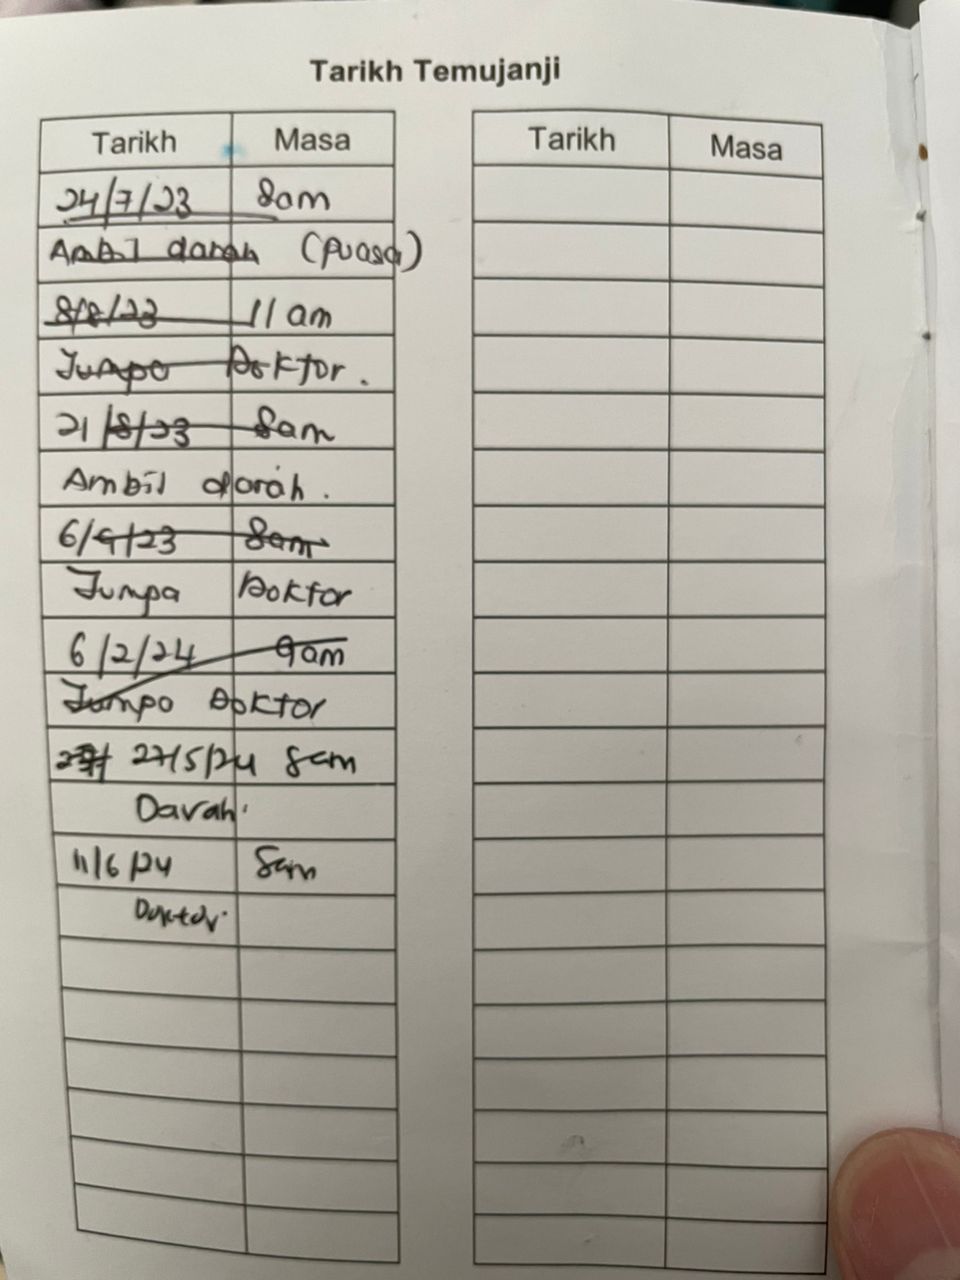 Tarikh Temujanji
Tarikh Masa
24/7/23 8am
Ambil darah (puasa)
8/8/23 11 am
Jumpa Doktor.
21/8/23 8am
Ambil darah.
6/9/23 8am
Jumpa Doktor
6/2/24 9am
Jumpa Doktor
27/5/24 8am
Darah.
11/6/24 8am
Doktor.
Tarikh Masa